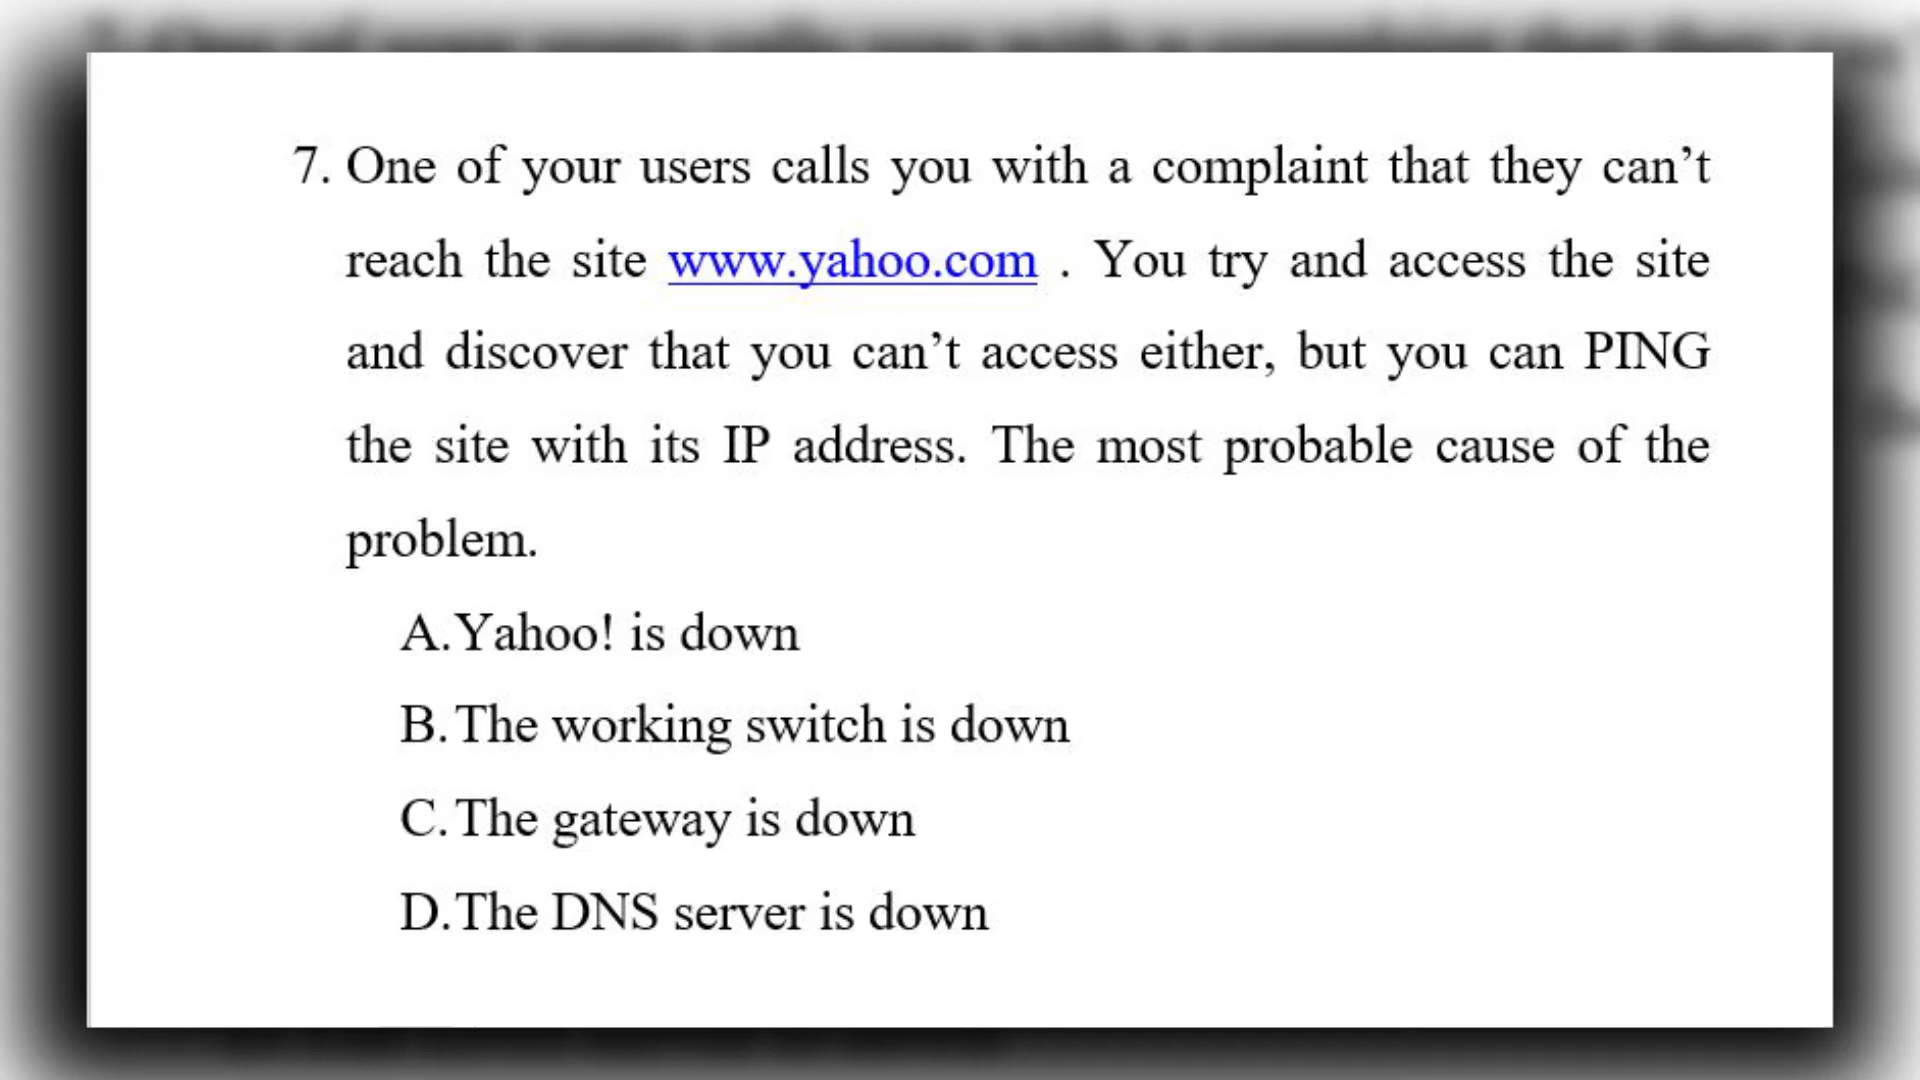 7. One of your users calls you with a complaint that they can’t
reach the site www.yahoo.com . You try and access the site
and discover that you can’t access either, but you can PING
the site with its IP address. The most probable cause of the
problem.
A. Yahoo! is down
B. The working switch is down
C. The gateway is down
D. The DNS server is down